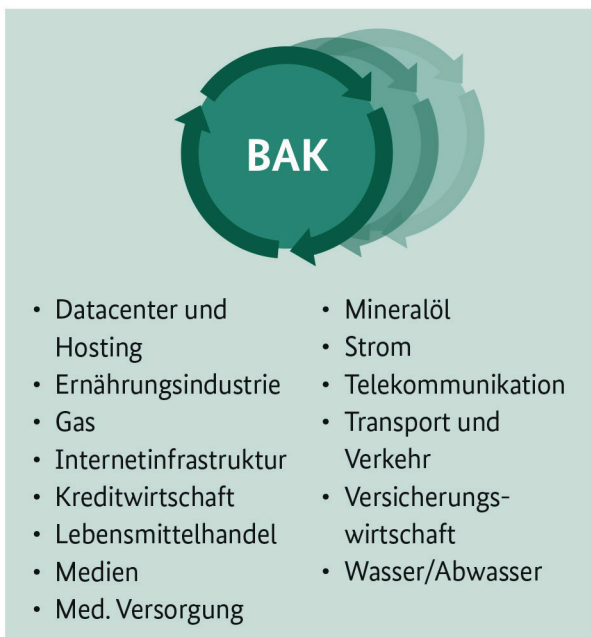 BAK
• Datacenter und
Hosting
• Ernährungsindustrie
• Gas
• Internetinfrastruktur
• Kreditwirtschaft
• Lebensmittelhandel
• Medien
• Med. Versorgung
• Mineralöl
• Strom
• Telekommunikation
• Transport und
Verkehr
• Versicherungs-
wirtschaft
• Wasser/Abwasser